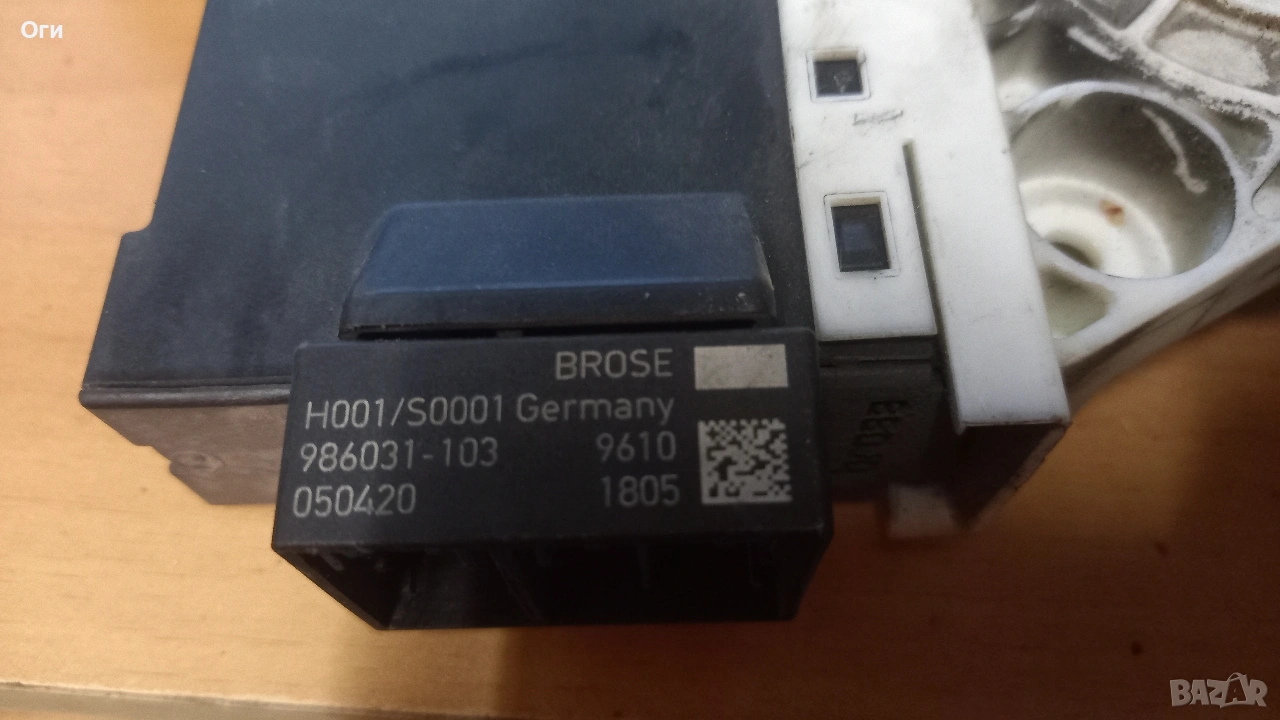 Оги
BROSE
H001/S0001 Germany
986031-103 9610
050420 1805
BAZAR